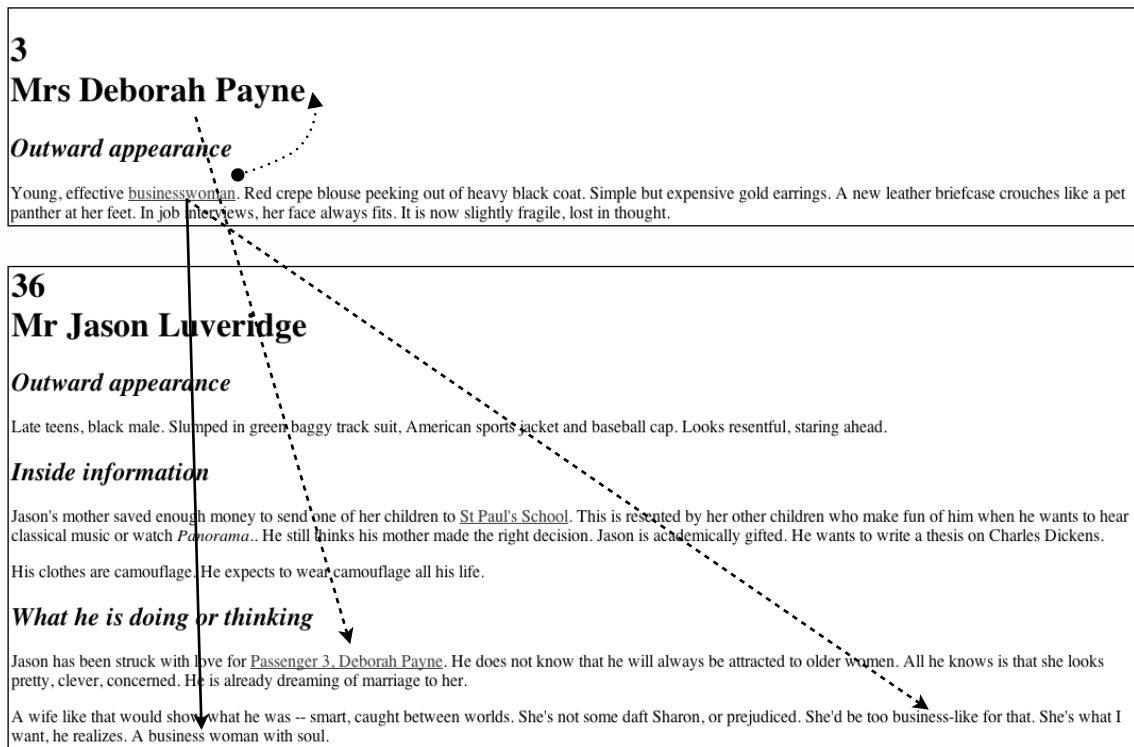 3
Mrs Deborah Payne
Outward appearance
Young, effective businesswoman. Red crepe blouse peeking out of heavy black coat. Simple but expensive gold earrings. A new leather briefcase crouches like a pet
panther at her feet. In job interviews, her face always fits. It is now slightly fragile, lost in thought.
36
Mr Jason Luveridge
Outward appearance
Late teens, black male. Slumped in green baggy track suit, American sports jacket and baseball cap. Looks resentful, staring ahead.
Inside information
Jason's mother saved enough money to send one of her children to St Paul's School. This is resented by her other children who make fun of him when he wants to hear
classical music or watch Panorama.. He still thinks his mother made the right decision. Jason is academically gifted. He wants to write a thesis on Charles Dickens.
His clothes are camouflage. He expects to wear camouflage all his life.
What he is doing or thinking
Jason has been struck with love for Passenger 3, Deborah Payne. He does not know that he will always be attracted to older women. All he knows is that she looks
pretty, clever, concerned. He is already dreaming of marriage to her.
A wife like that would show what he was -- smart, caught between worlds. She's not some daft Sharon, or prejudiced. She'd be too business-like for that. She's what I
want, he realizes. A business woman with soul.